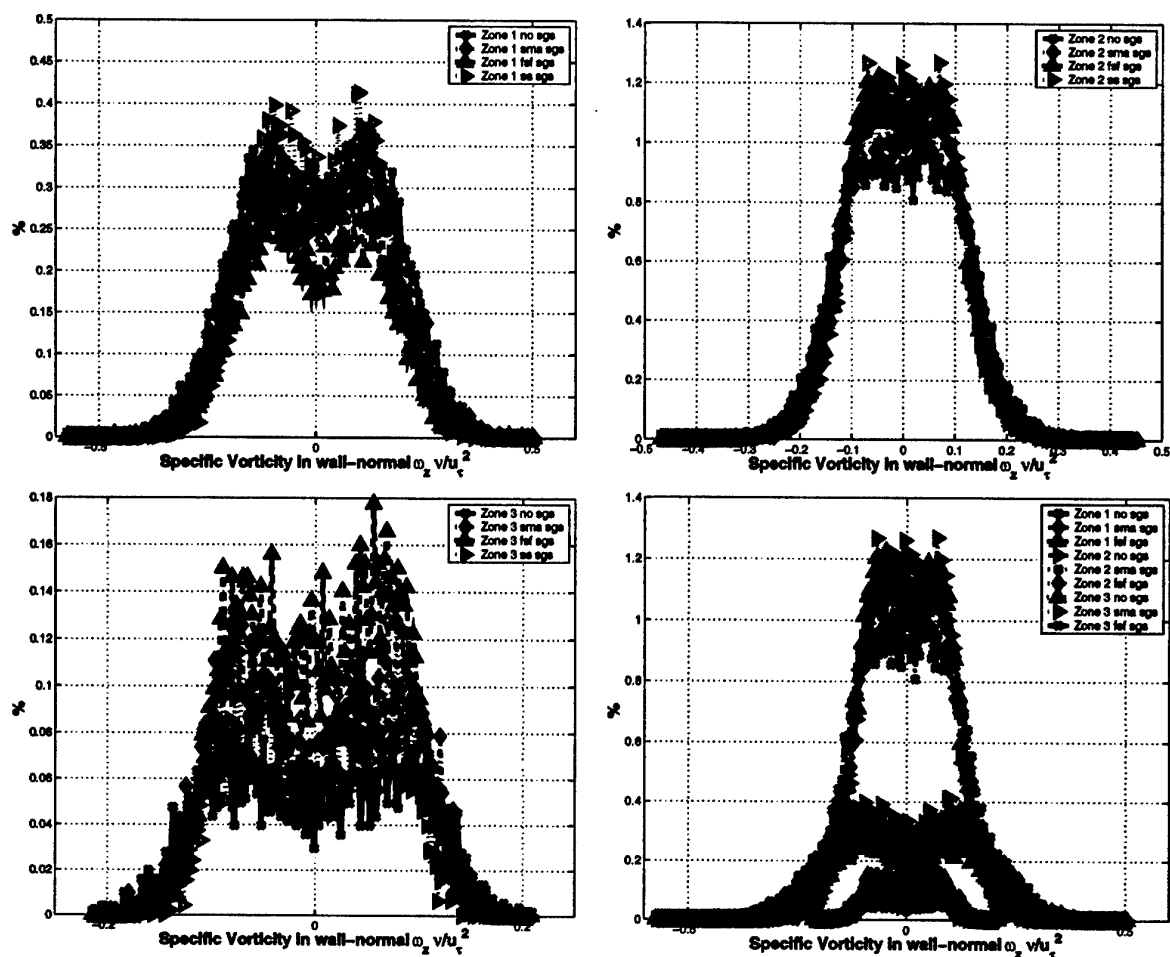 0.5
0.45
0.4
0.35
0.3
0.25
0.2
0.15
0.1
0.05
0
%
Zone 1 no sgs
Zone 1 sma sgs
Zone 1 fsf sgs
Zone 1 ss sgs
-0.5 0 0.5
Specific Vorticity in wall-normal ω_z ν/u_τ^2
1.4
1.2
1
0.8
0.6
0.4
0.2
0
%
Zone 2 no sgs
Zone 2 sma sgs
Zone 2 fsf sgs
Zone 2 ss sgs
-0.5 -0.4 -0.3 -0.2 -0.1 0 0.1 0.2 0.3 0.4 0.5
Specific Vorticity in wall-normal ω_z ν/u_τ^2
0.18
0.16
0.14
0.12
0.1
0.08
0.06
0.04
0.02
0
%
Zone 3 no sgs
Zone 3 sma sgs
Zone 3 fsf sgs
Zone 3 ss sgs
-0.2 0 0.2
Specific Vorticity in wall-normal ω_z ν/u_τ^2
1.4
1.2
1
0.8
0.6
0.4
0.2
0
%
Zone 1 no sgs
Zone 1 sma sgs
Zone 1 fsf sgs
Zone 2 no sgs
Zone 2 sma sgs
Zone 2 fsf sgs
Zone 3 no sgs
Zone 3 sma sgs
Zone 3 fsf sgs
-0.5 0 0.5
Specific Vorticity in wall-normal ω_z ν/u_τ^2